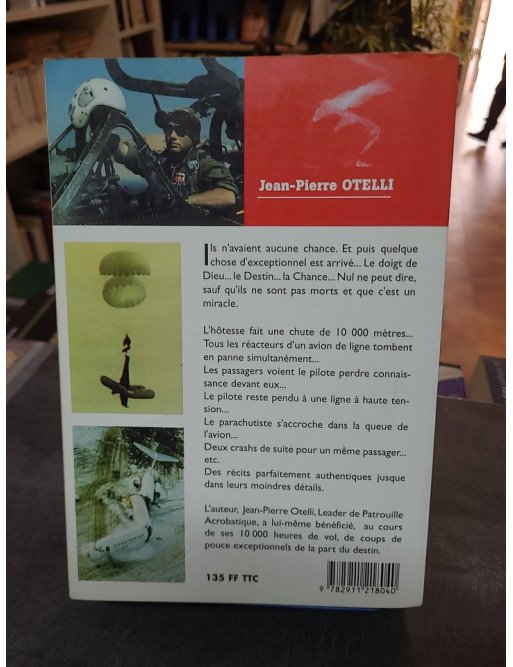 Jean-Pierre OTELLI
Ils n'avaient aucune chance. Et puis quelque
chose d'exceptionnel est arrivé... Le doigt de
Dieu... le Destin... la Chance... Nul ne peut dire,
sauf qu'ils ne sont pas morts et que c'est un
miracle.
L'hôtesse fait une chute de 10 000 mètres...
Tous les réacteurs d'un avion de ligne tombent
en panne simultanément...
Les passagers voient le pilote perdre connais-
sance devant eux...
Le pilote reste pendu à une ligne à haute ten-
sion...
Le parachutiste s'accroche dans la queue de
l'avion...
Deux crashs de suite pour un même passager...
etc.
Des récits parfaitement authentiques jusque
dans leurs moindres détails.
L'auteur, Jean-Pierre Otelli, Leader de Patrouille
Acrobatique, a lui-même bénéficié, au cours
de ses 10 000 heures de vol, de coups de
pouce exceptionnels de la part du destin.
135 FF TTC
9 782911 218040